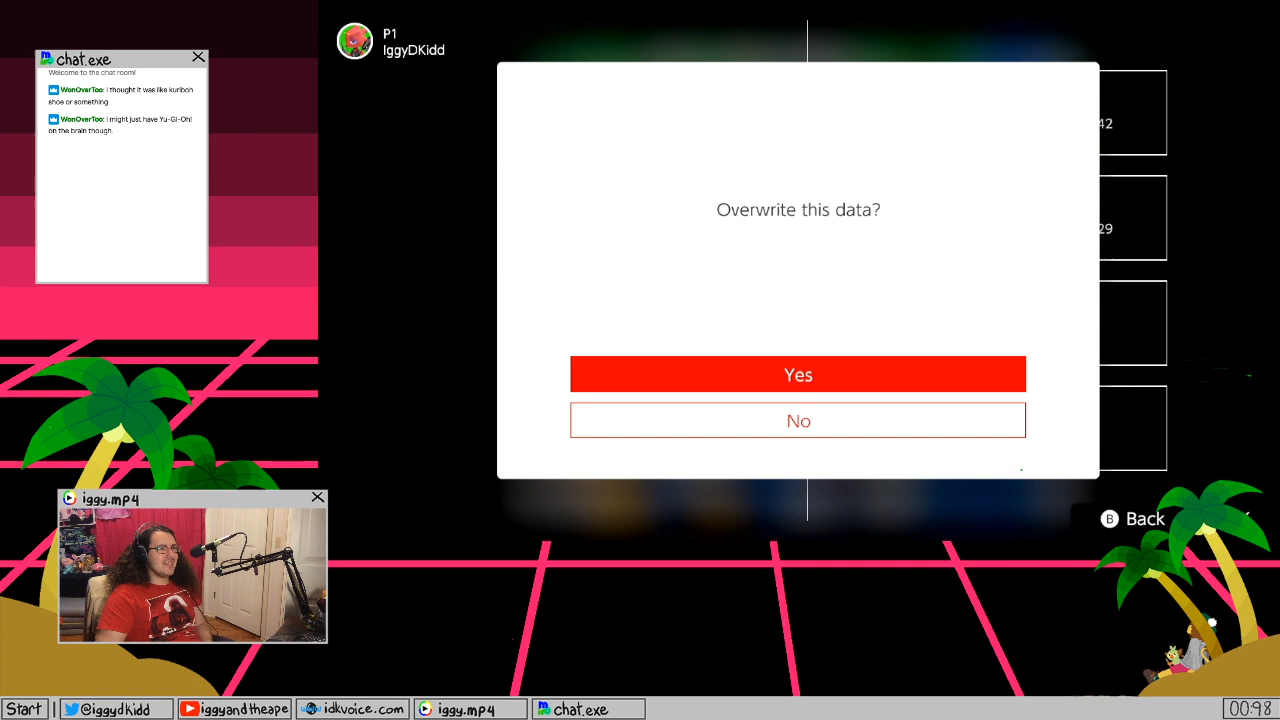 P1
IggyDKidd
chat.exe
Welcome to the chat room!
WonOverToo: i thought it was like kuriboh
shoe or something
WonOverToo: I might just have Yu-Gi-Oh!
on the brain though.
42
29
Overwrite this data?
Yes
No
B Back
iggy.mp4
Start | @iggydkidd iggyandtheape idkvoice.com iggy.mp4 chat.exe 00:98